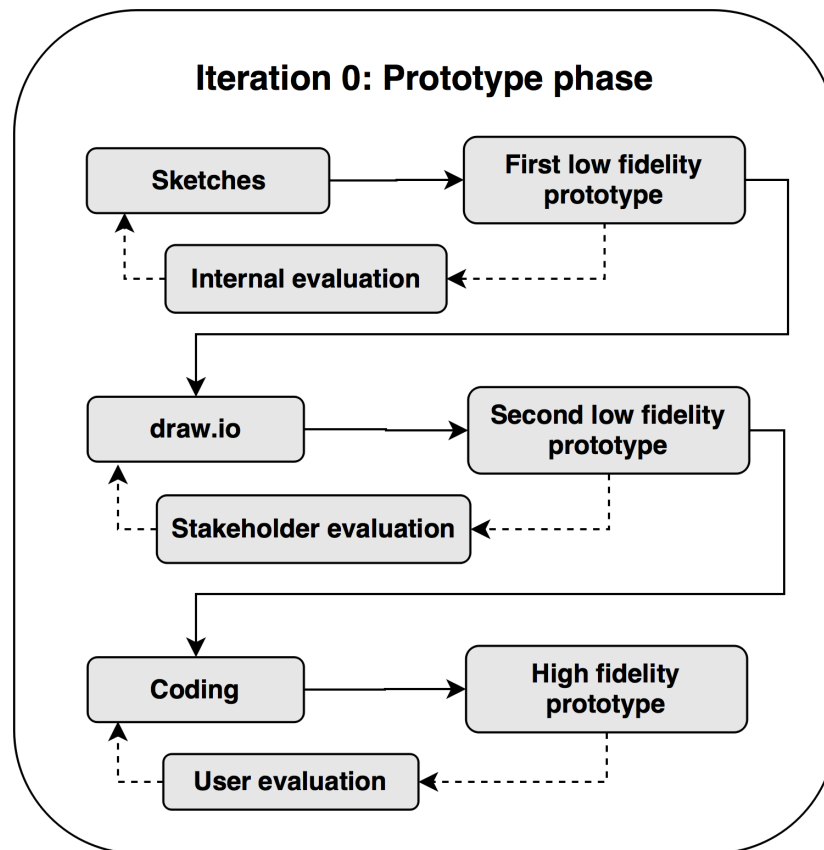 Iteration 0: Prototype phase
Sketches
First low fidelity
prototype
Internal evaluation
draw.io
Second low fidelity
prototype
Stakeholder evaluation
Coding
High fidelity
prototype
User evaluation